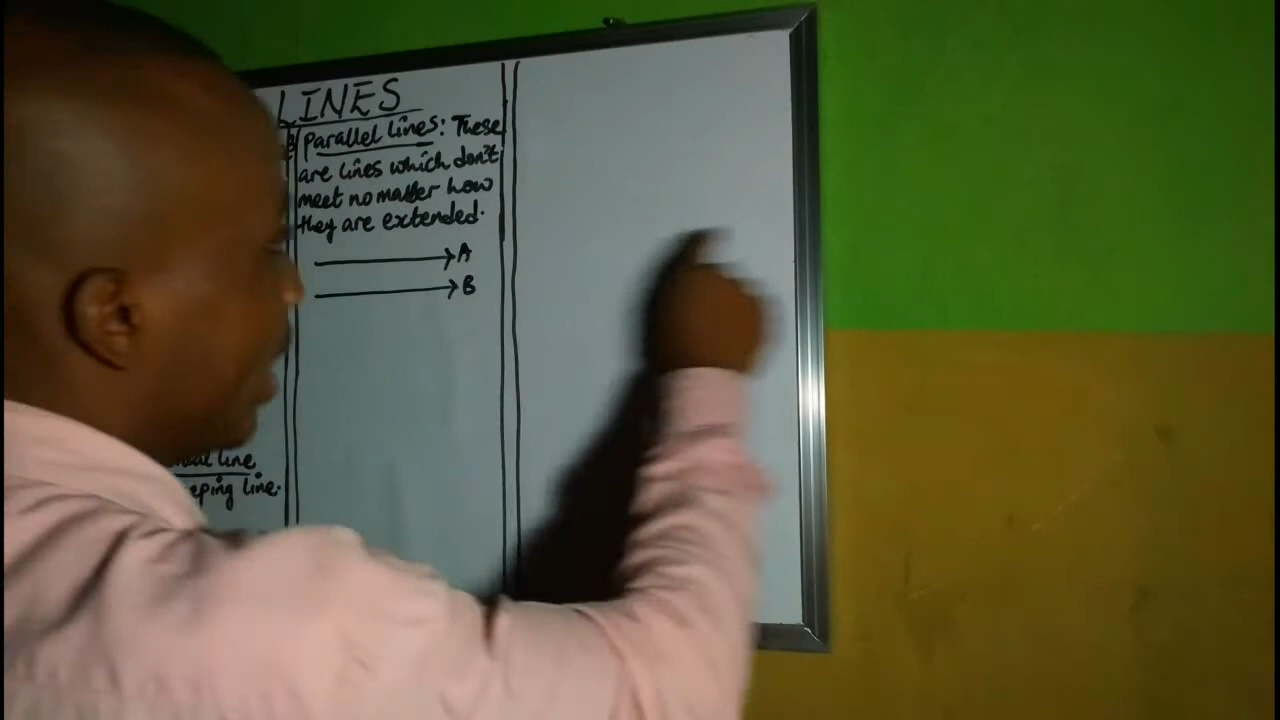 LINES
Parallel lines: These
are lines which don't
meet no matter how
they are extended.
A
B
line
eping line.